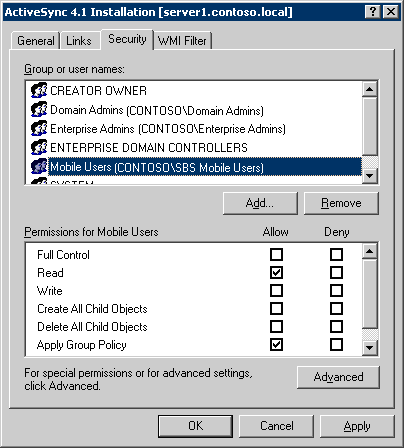 ActiveSync 4.1 Installation [server1.contoso.local]
General Links Security WMI Filter
Group or user names:
CREATOR OWNER
Domain Admins (CONTOSO\Domain Admins)
Enterprise Admins (CONTOSO\Enterprise Admins)
ENTERPRISE DOMAIN CONTROLLERS
Mobile Users (CONTOSO\SBS Mobile Users)
SYSTEM
Add... Remove
Permissions for Mobile Users Allow Deny
Full Control
Read
Write
Create All Child Objects
Delete All Child Objects
Apply Group Policy
For special permissions or for advanced settings,
click Advanced.
Advanced
OK Cancel Apply